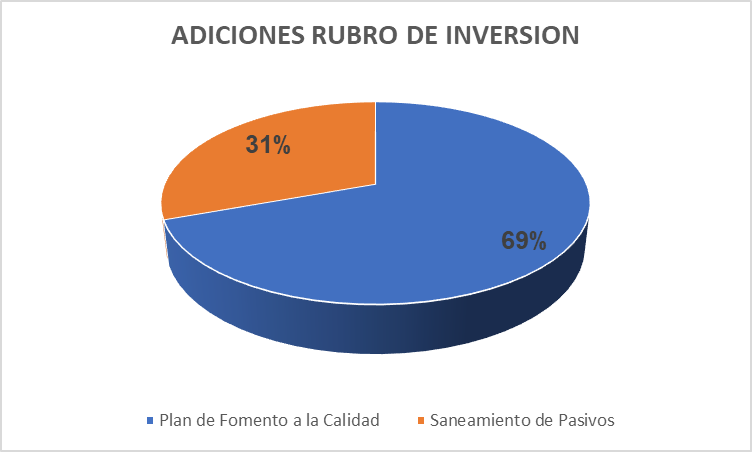 ADICIONES RUBRO DE INVERSION
31%
69%
Plan de Fomento a la Calidad
Saneamiento de Pasivos